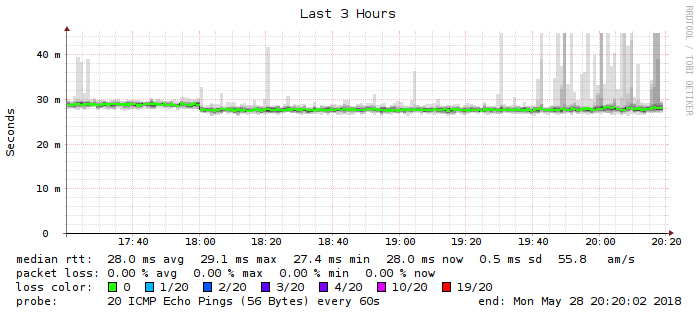 Last 3 Hours
RRDTOOL / TOBI OETIKER
Seconds
40 m
30 m
20 m
10 m
0
17:40 18:00 18:20 18:40 19:00 19:20 19:40 20:00 20:20
median rtt: 28.0 ms avg 29.1 ms max 27.4 ms min 28.0 ms now 0.5 ms sd 55.8 am/s
packet loss: 0.00 % avg 0.00 % max 0.00 % min 0.00 % now
loss color: 0 1/20 2/20 3/20 4/20 10/20 19/20
probe: 20 ICMP Echo Pings (56 Bytes) every 60s end: Mon May 28 20:20:02 2018